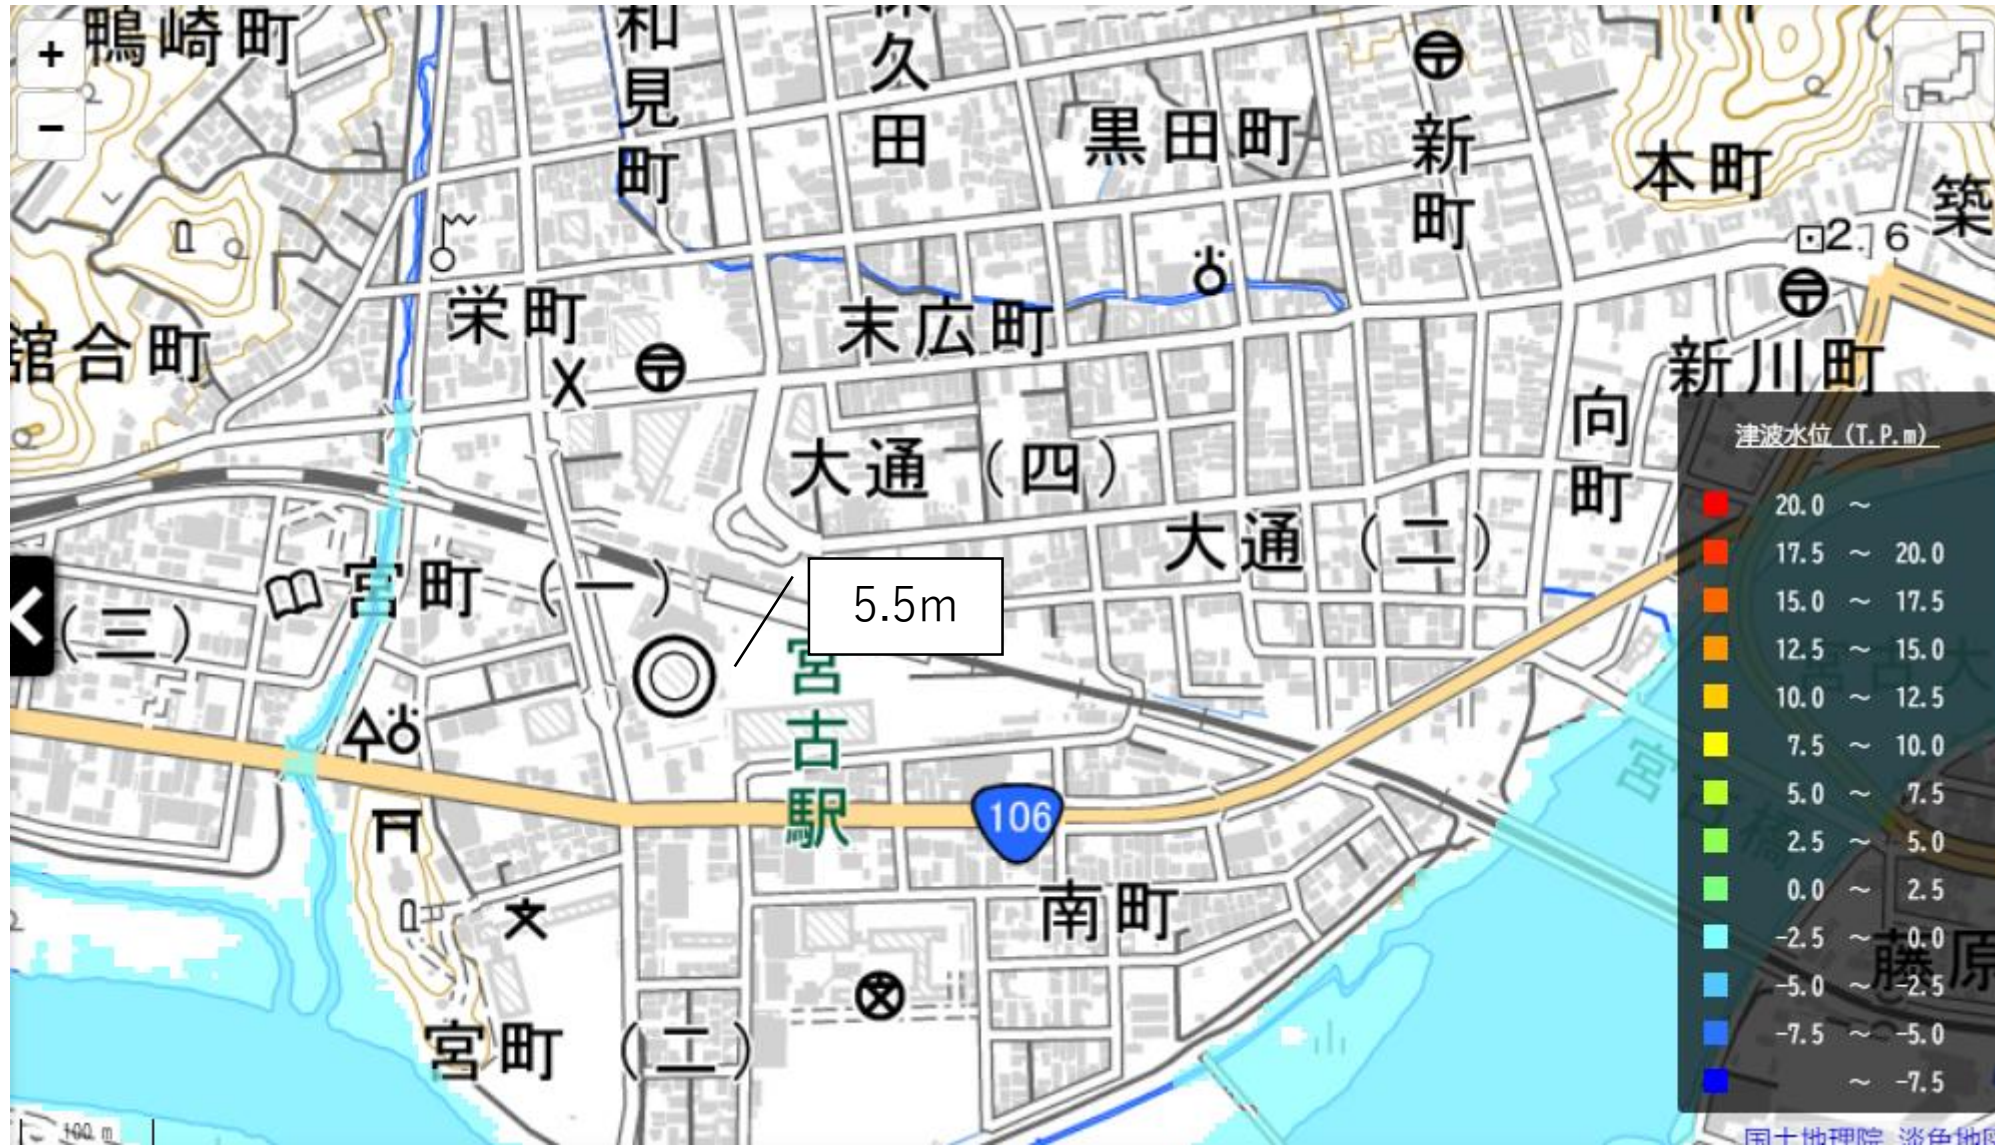 +
−
鴨崎町
和見町
久田
黒田町
新町
本町
築
2.16
舘合町
栄町
末広町
新川町
向町
大通（四）
大通（二）
宮町（一）
（三）
5.5m
宮古駅
106
南町
宮町（二）
藤原
津波水位（T.P.m）
20.0 ～
17.5 ～ 20.0
15.0 ～ 17.5
12.5 ～ 15.0
10.0 ～ 12.5
7.5 ～ 10.0
5.0 ～ 7.5
2.5 ～ 5.0
0.0 ～ 2.5
-2.5 ～ 0.0
-5.0 ～ -2.5
-7.5 ～ -5.0
～ -7.5
100 m
国土地理院 淡色地図